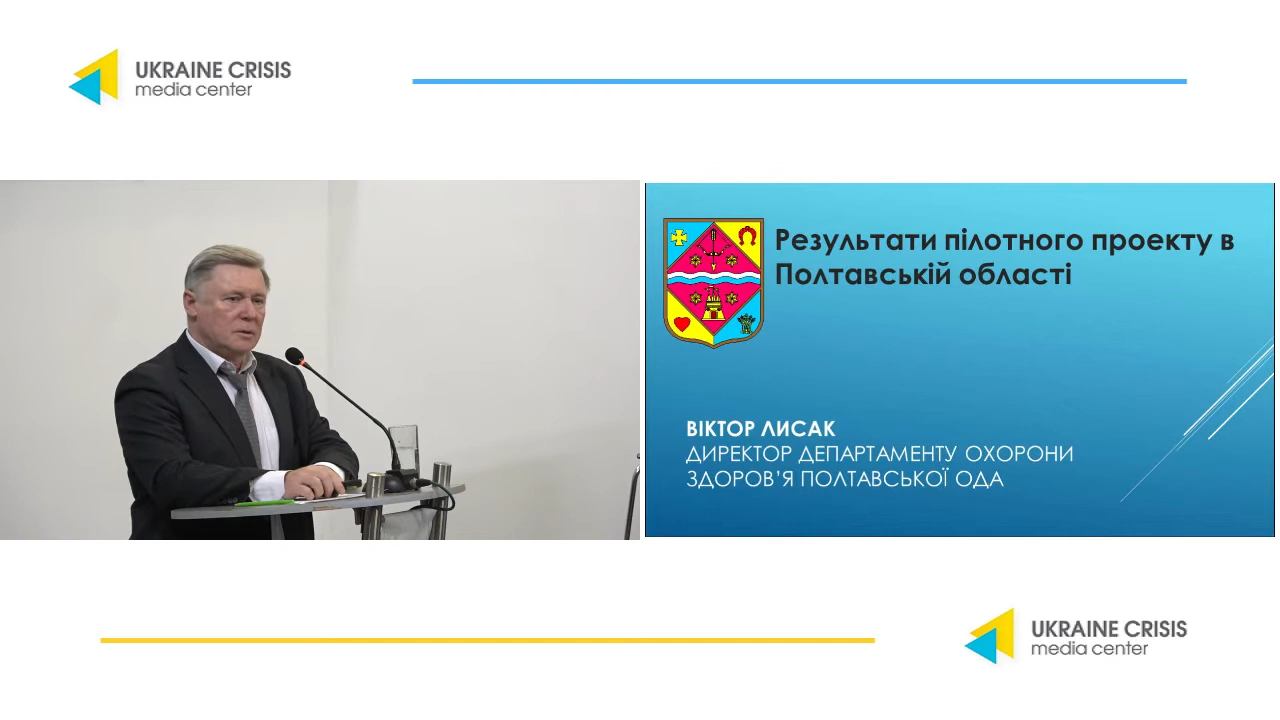 UKRAINE CRISIS
media center
Результати пілотного проекту в
Полтавській області
ВІКТОР ЛИСАК
ДИРЕКТОР ДЕПАРТАМЕНТУ ОХОРОНИ
ЗДОРОВ’Я ПОЛТАВСЬКОЇ ОДА
UKRAINE CRISIS
media center